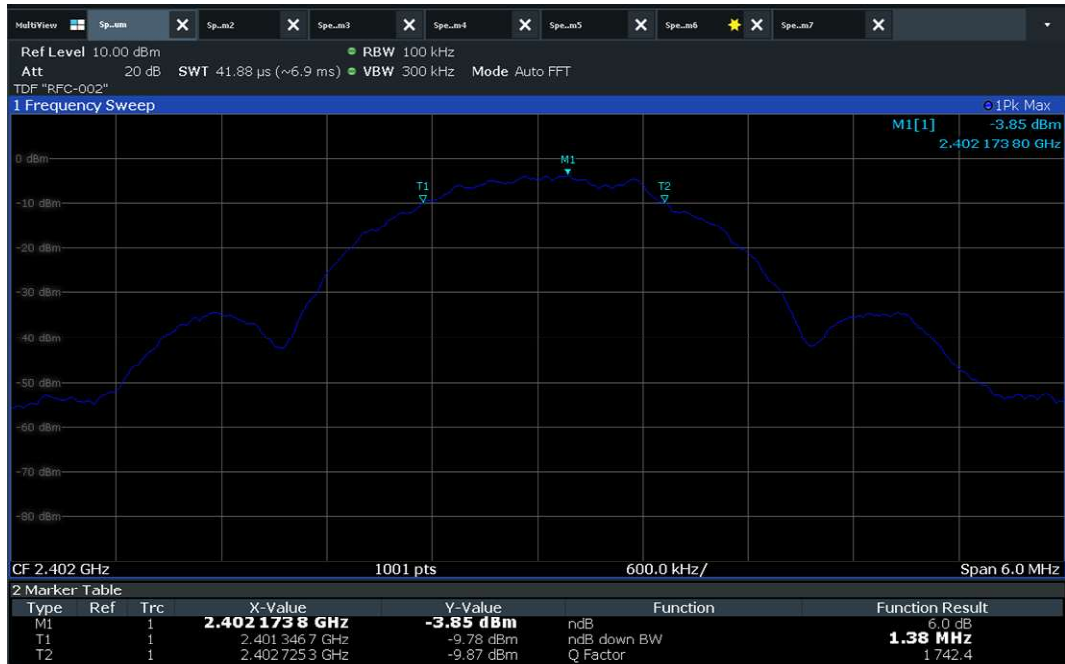 MultiView Sp...um Sp...m2 Spe...m3 Spe...m4 Spe...m5 Spe...m6 Spe...m7
Ref Level 10.00 dBm RBW 100 kHz
Att 20 dB SWT 41.88 µs (~6.9 ms) VBW 300 kHz Mode Auto FFT
TDF "RFC-002"
1 Frequency Sweep 1Pk Max
M1[1] -3.85 dBm
2.402 173 80 GHz
0 dBm
M1
T1 T2
-10 dBm
-20 dBm
-30 dBm
-40 dBm
-50 dBm
-60 dBm
-70 dBm
-80 dBm
CF 2.402 GHz 1001 pts 600.0 kHz/ Span 6.0 MHz
2 Marker Table
Type Ref Trc X-Value Y-Value Function Function Result
M1 1 2.402 173 8 GHz -3.85 dBm ndB 6.0 dB
T1 1 2.401 346 7 GHz -9.78 dBm ndB down BW 1.38 MHz
T2 1 2.402 725 3 GHz -9.87 dBm Q Factor 1 742.4